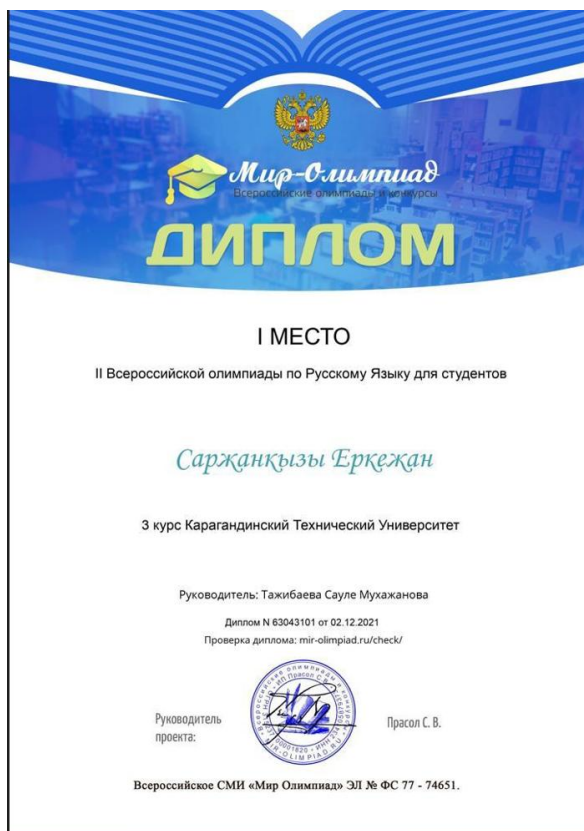 Мир-Олимпиад
Всероссийские олимпиады и конкурсы
ДИПЛОМ
I МЕСТО
II Всероссийской олимпиады по Русскому Языку для студентов
Саржанкызы Еркежан
3 курс Карагандинский Технический Университет
Руководитель: Тажибаева Сауле Мухажанова
Диплом N 63043101 от 02.12.2021
Проверка диплома: mir-olimpiad.ru/check/
Руководитель
проекта:
Прасол С. В.
Всероссийское СМИ «Мир Олимпиад» ЭЛ № ФС 77 - 74651.